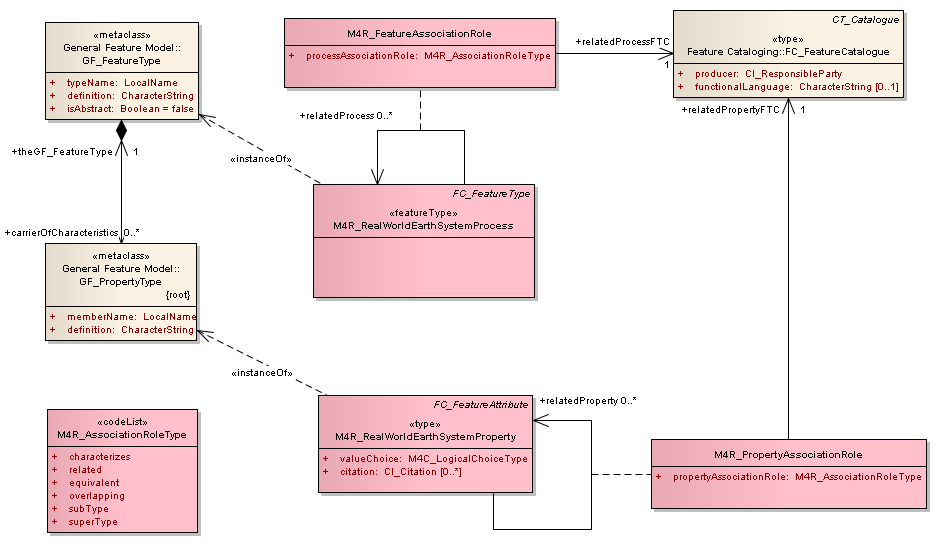 «metaclass»
General Feature Model::
GF_FeatureType
+ typeName: LocalName
+ definition: CharacterString
+ isAbstract: Boolean = false
M4R_FeatureAssociationRole
+ processAssociationRole: M4R_AssociationRoleType
+relatedProcessFTC
1
CT_Catalogue
«type»
Feature Cataloging::FC_FeatureCatalogue
+ producer: CI_ResponsibleParty
+ functionalLanguage: CharacterString [0..1]
+relatedPropertyFTC
1
+relatedProcess 0..*
+theGF_FeatureType
1
«instanceOf»
FC_FeatureType
«featureType»
M4R_RealWorldEarthSystemProcess
+carrierOfCharacteristics 0..*
«metaclass»
General Feature Model::
GF_PropertyType
{root}
+ memberName: LocalName
+ definition: CharacterString
«instanceOf»
FC_FeatureAttribute
«type»
M4R_RealWorldEarthSystemProperty
+ valueChoice: M4C_LogicalChoiceType
+ citation: CI_Citation [0..*]
+relatedProperty 0..*
M4R_PropertyAssociationRole
+ propertyAssociationRole: M4R_AssociationRoleType
«codeList»
M4R_AssociationRoleType
+ characterizes
+ related
+ equivalent
+ overlapping
+ subType
+ superType